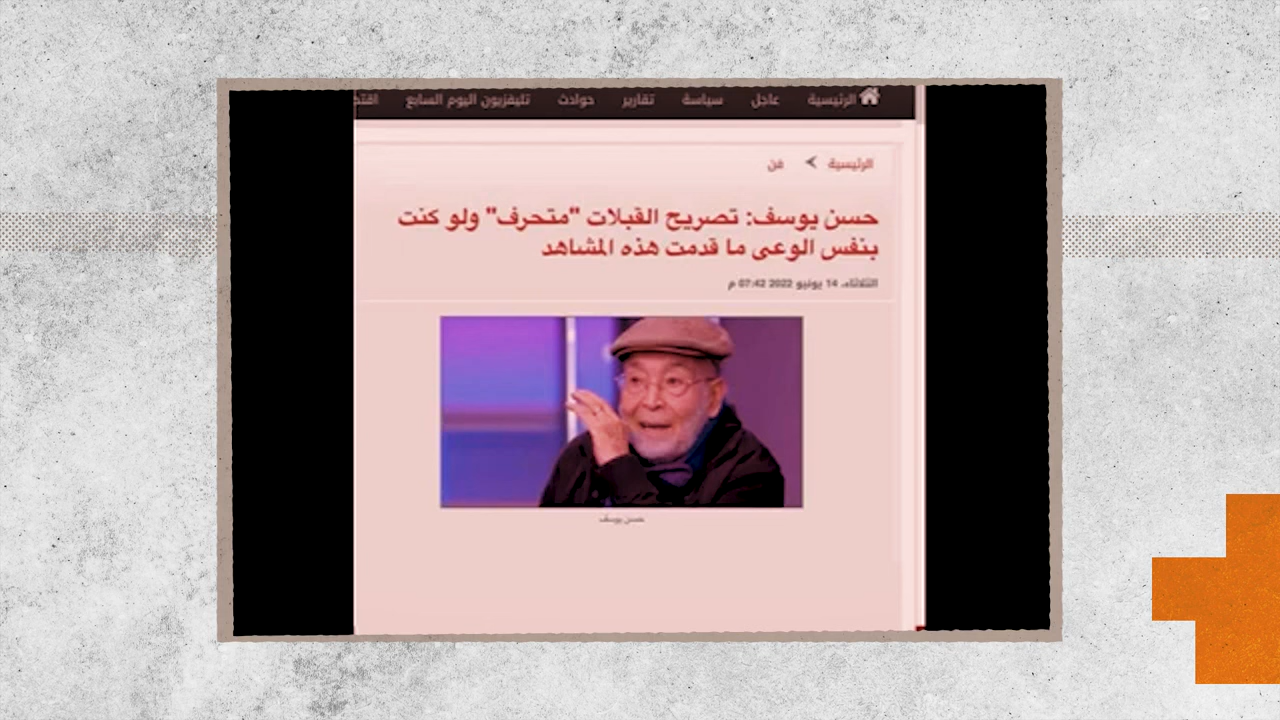 الرئيسية عاجل سياسة تقارير حوادث تليفزيون اليوم السابع اقتص
الرئيسية فن
حسن يوسف: تصريح القبلات "متحرف" ولو كنت
بنفس الوعى ما قدمت هذه المشاهد
الثلاثاء، 14 يونيو 2022 07:42 م
حسن يوسف